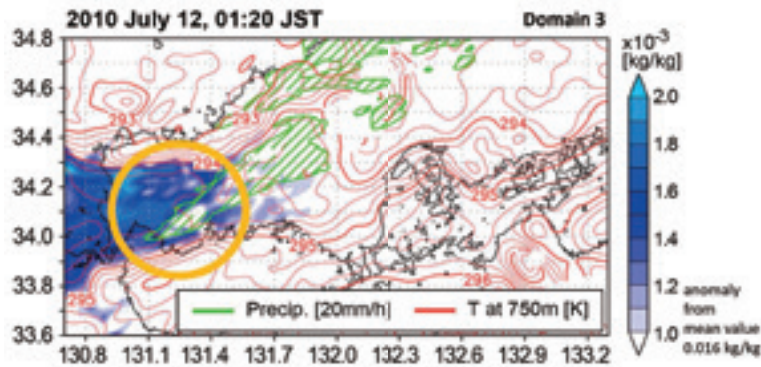 2010 July 12, 01:20 JST Domain 3
x10⁻³
[kg/kg]
34.8
34.6
34.4
34.2
34.0
33.8
33.6
293
293
294
294
295
295
295
296
Precip. [20mm/h] T at 750m [K]
130.8 131.1 131.4 131.7 132.0 132.3 132.6 132.9 133.2
2.0
1.8
1.6
1.4
1.2
1.0
anomaly
from
mean value
0.016 kg/kg